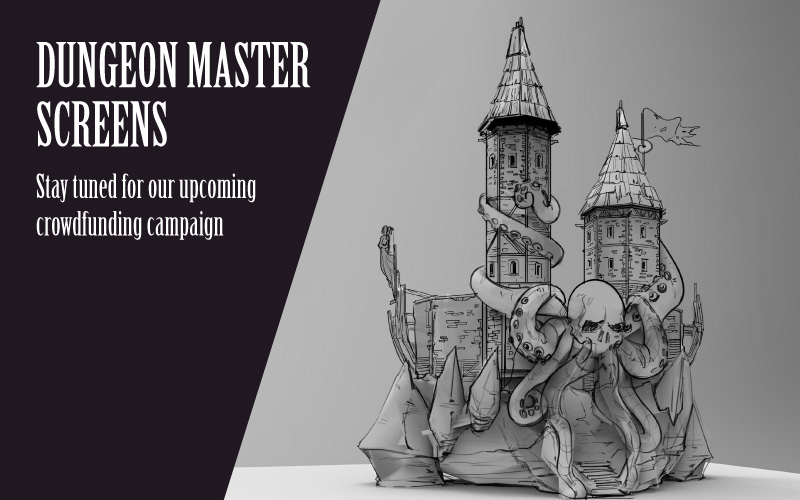 DUNGEON MASTER
SCREENS
Stay tuned for our upcoming
crowdfunding campaign